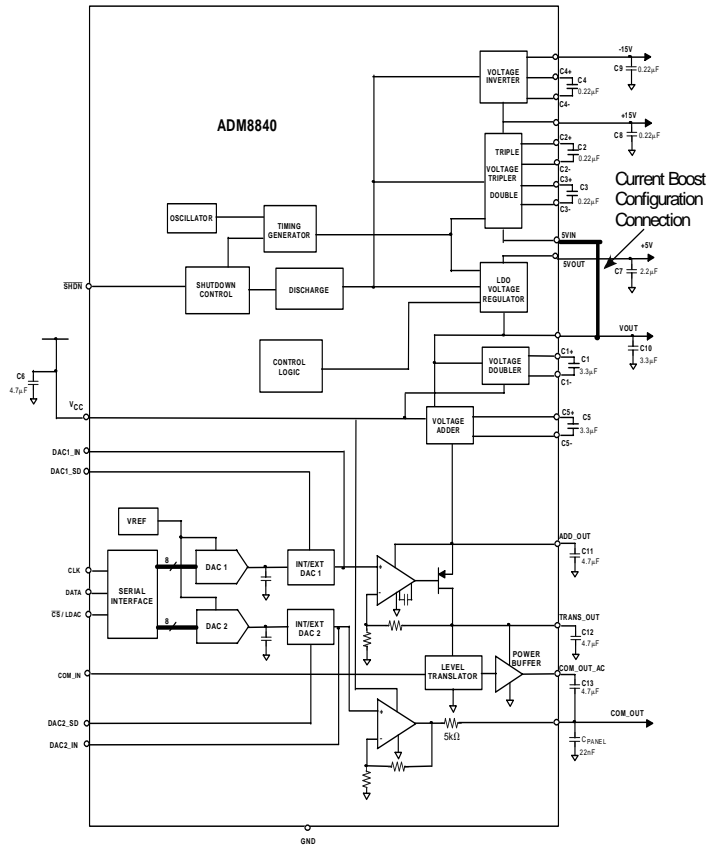 ADM8840
VOLTAGE
INVERTER
-15V
C9
0.22µF
C4+
C4
0.22µF
C4-
+15V
C8
0.22µF
TRIPLE
VOLTAGE
TRIPLER
DOUBLE
C2+
C2
0.22µF
C2-
C3+
C3
0.22µF
C3-
Current Boost
Configuration
Connection
OSCILLATOR
TIMING
GENERATOR
5VIN
+5V
5VOUT
C7
2.2µF
SHDN
SHUTDOWN
CONTROL
DISCHARGE
LDO
VOLTAGE
REGULATOR
VOUT
C10
3.3µF
CONTROL
LOGIC
VOLTAGE
DOUBLER
C1+
C1
3.3µF
C1-
C6
4.7µF
VCC
VOLTAGE
ADDER
C5+
C5
3.3µF
C5-
DAC1_IN
DAC1_SD
VREF
ADD_OUT
C11
4.7µF
CLK
DATA
CS / LDAC
SERIAL
INTERFACE
8
DAC 1
INT/EXT
DAC 1
+
-
8
DAC 2
INT/EXT
DAC 2
TRANS_OUT
C12
4.7µF
COM_IN
LEVEL
TRANSLATOR
POWER
BUFFER
COM_OUT_AC
C13
4.7µF
DAC2_SD
DAC2_IN
+
-
5kΩ
COM_OUT
CPANEL
22nF
GND